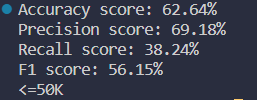 Accuracy score: 62.64%
Precision score: 69.18%
Recall score: 38.24%
F1 score: 56.15%
<=50K